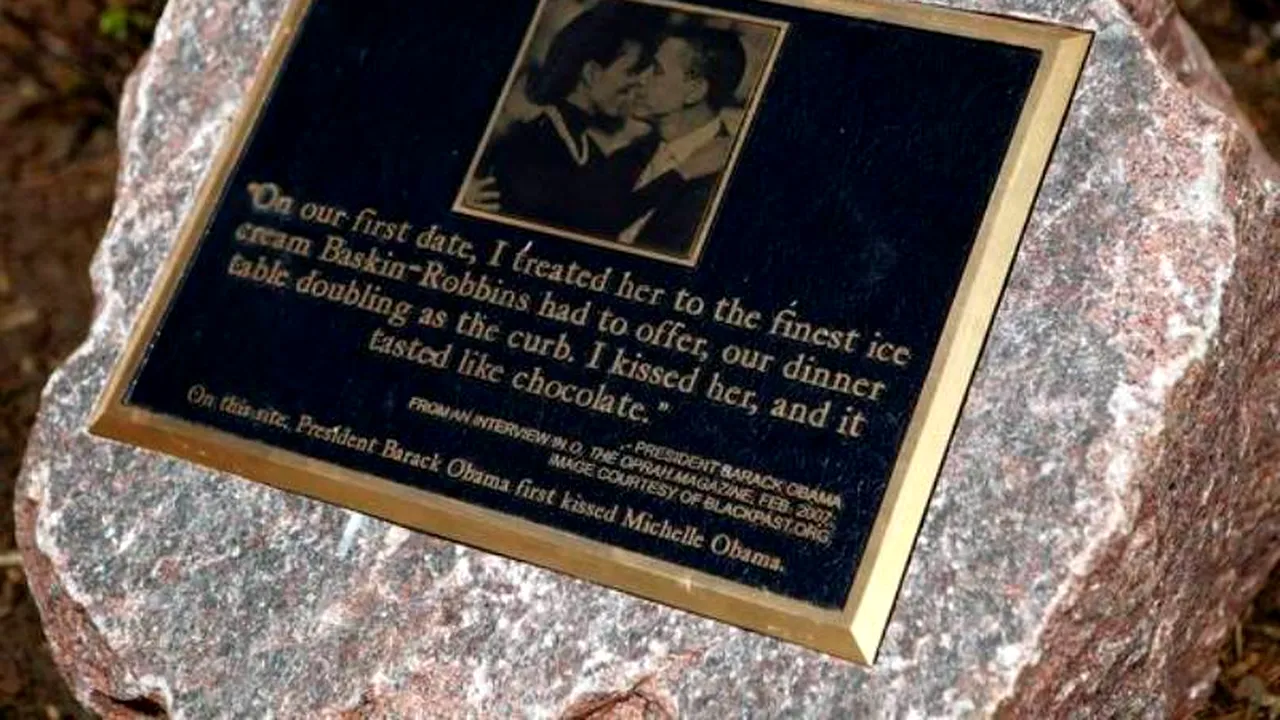 "On our first date, I treated her to the finest ice
cream Baskin-Robbins had to offer, our dinner
table doubling as the curb. I kissed her, and it
tasted like chocolate."
- PRESIDENT BARACK OBAMA
FROM AN INTERVIEW IN O, THE OPRAH MAGAZINE, FEB. 2007.
IMAGE COURTESY OF BLACKPAST.ORG.
On this site, President Barack Obama first kissed Michelle Obama.